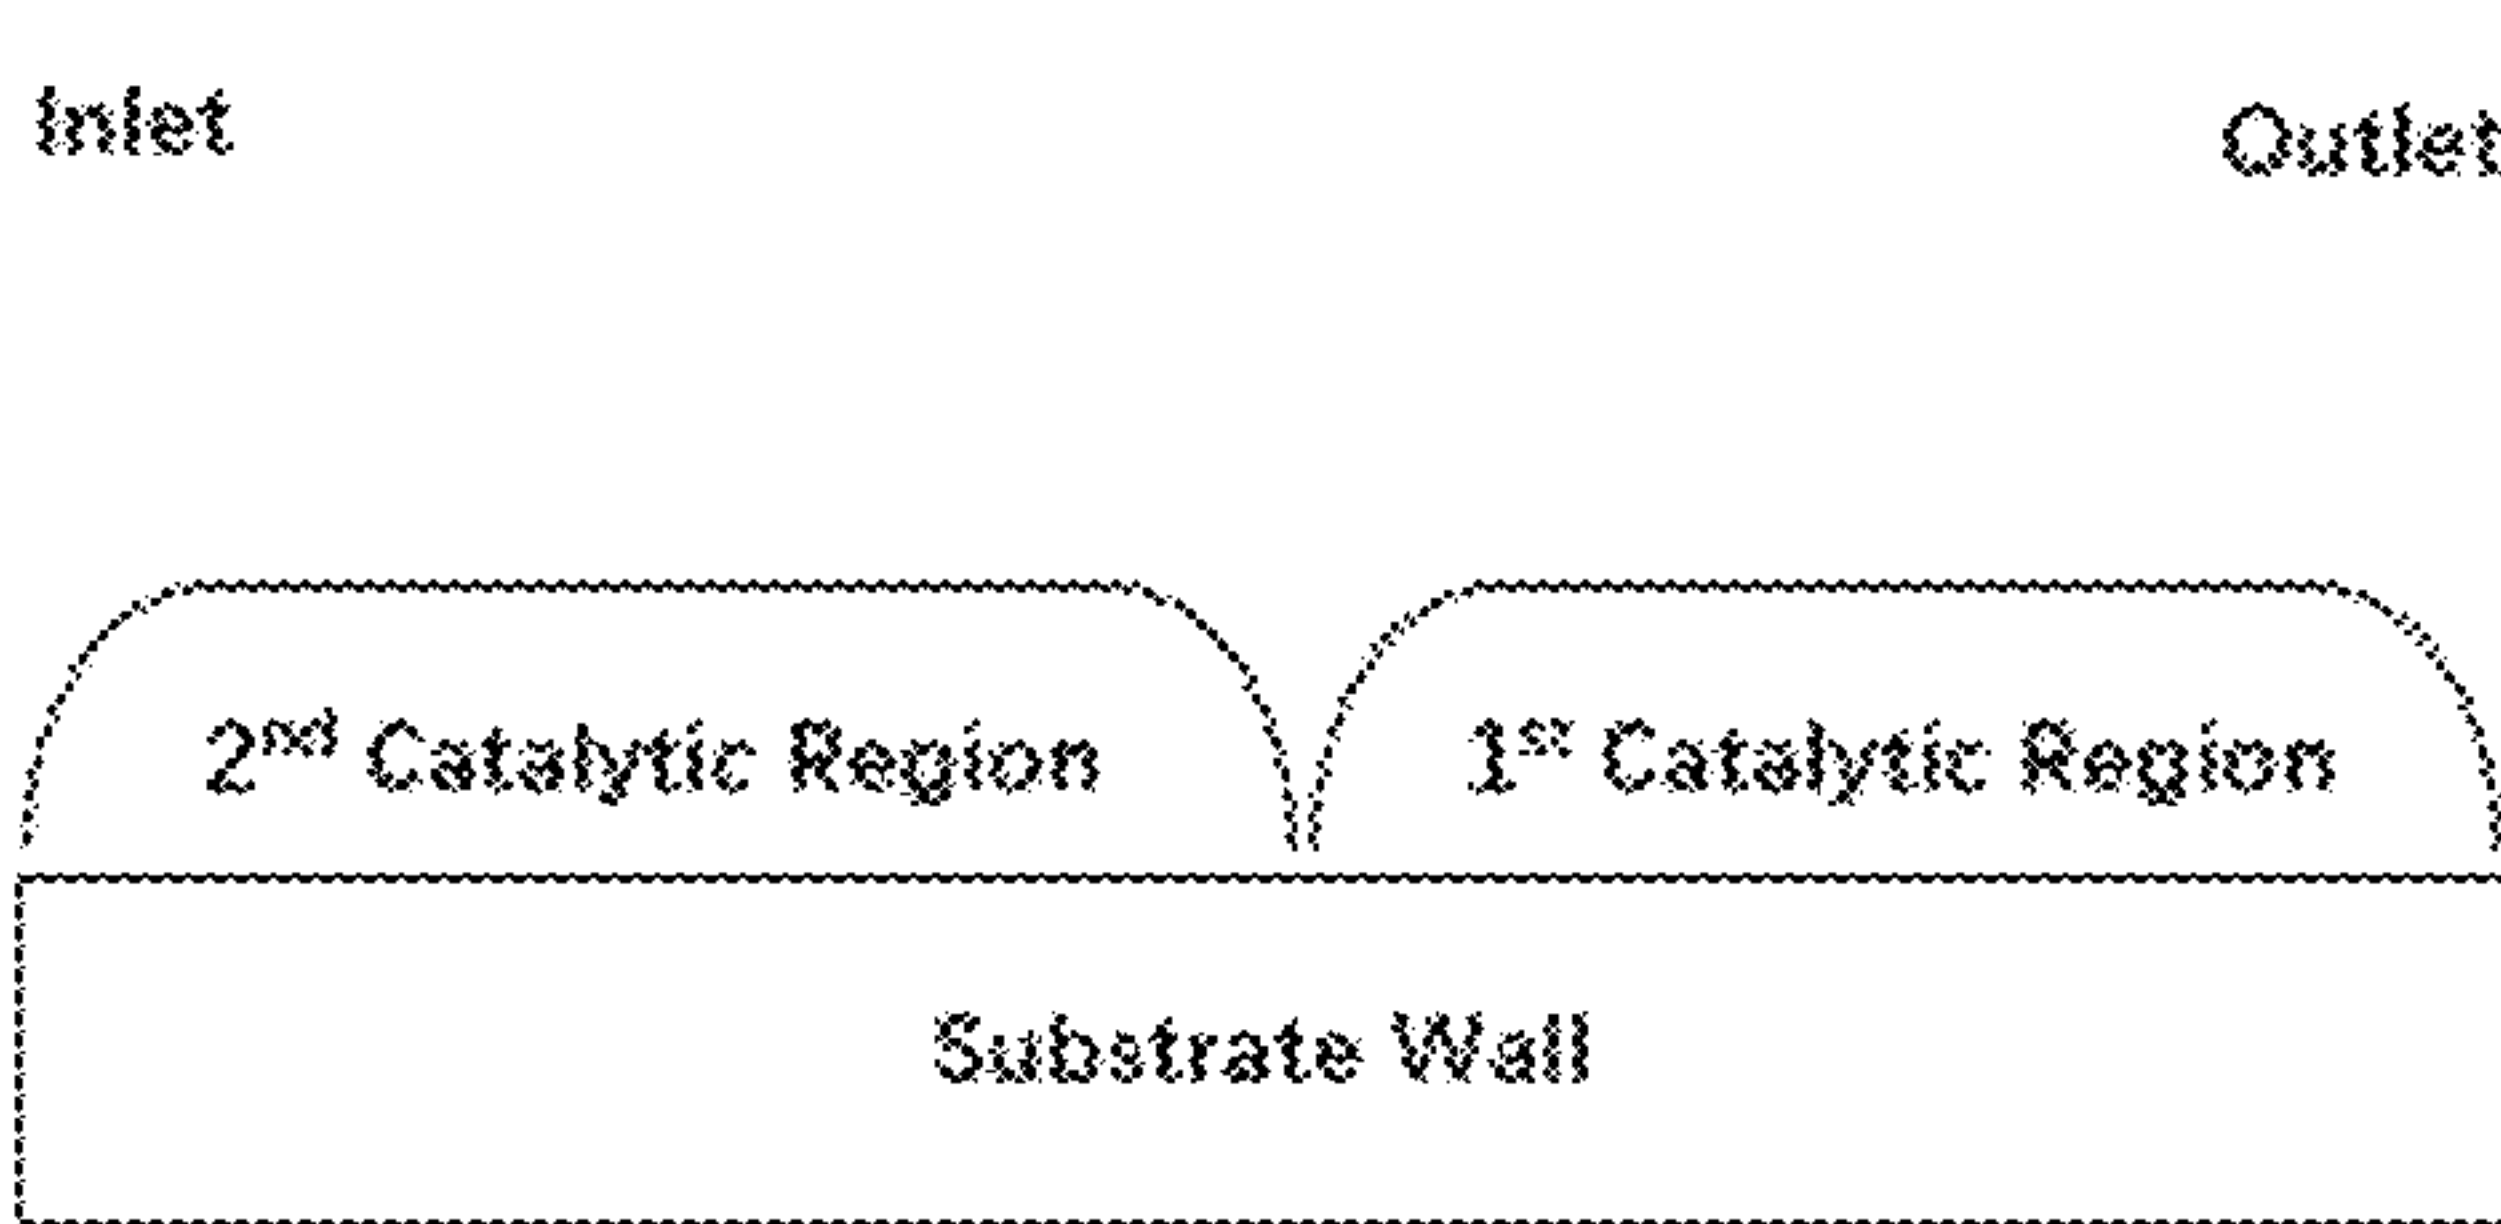 Inlet
Outlet
2nd Catalytic Region
1st Catalytic Region
Substrate Wall